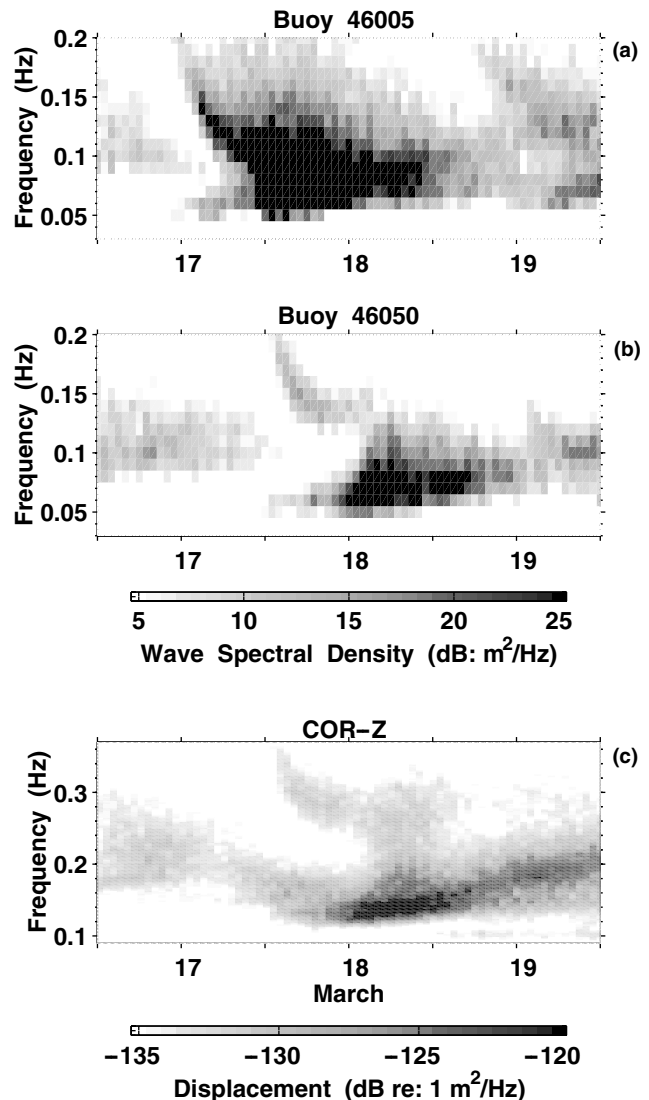 Buoy 46005
(a)
Frequency (Hz)
0.2
0.15
0.1
0.05
17 18 19
Buoy 46050
(b)
Frequency (Hz)
0.2
0.15
0.1
0.05
17 18 19
5 10 15 20 25
Wave Spectral Density (dB: m²/Hz)
COR−Z
(c)
Frequency (Hz)
0.3
0.2
0.1
17 18 19
March
−135 −130 −125 −120
Displacement (dB re: 1 m²/Hz)